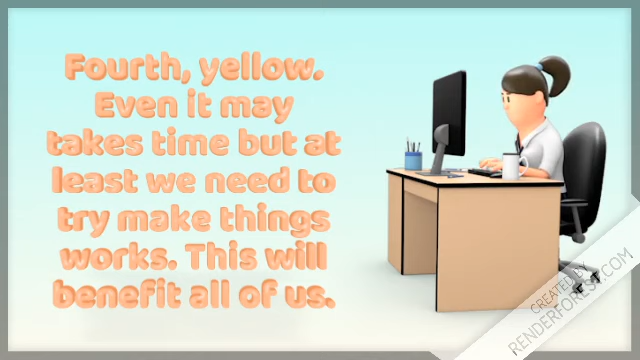 Fourth, yellow.
Even it may
takes time but at
least we need to
try make things
works. This will
benefit all of us.
CREATED BY
RENDERFOREST.COM